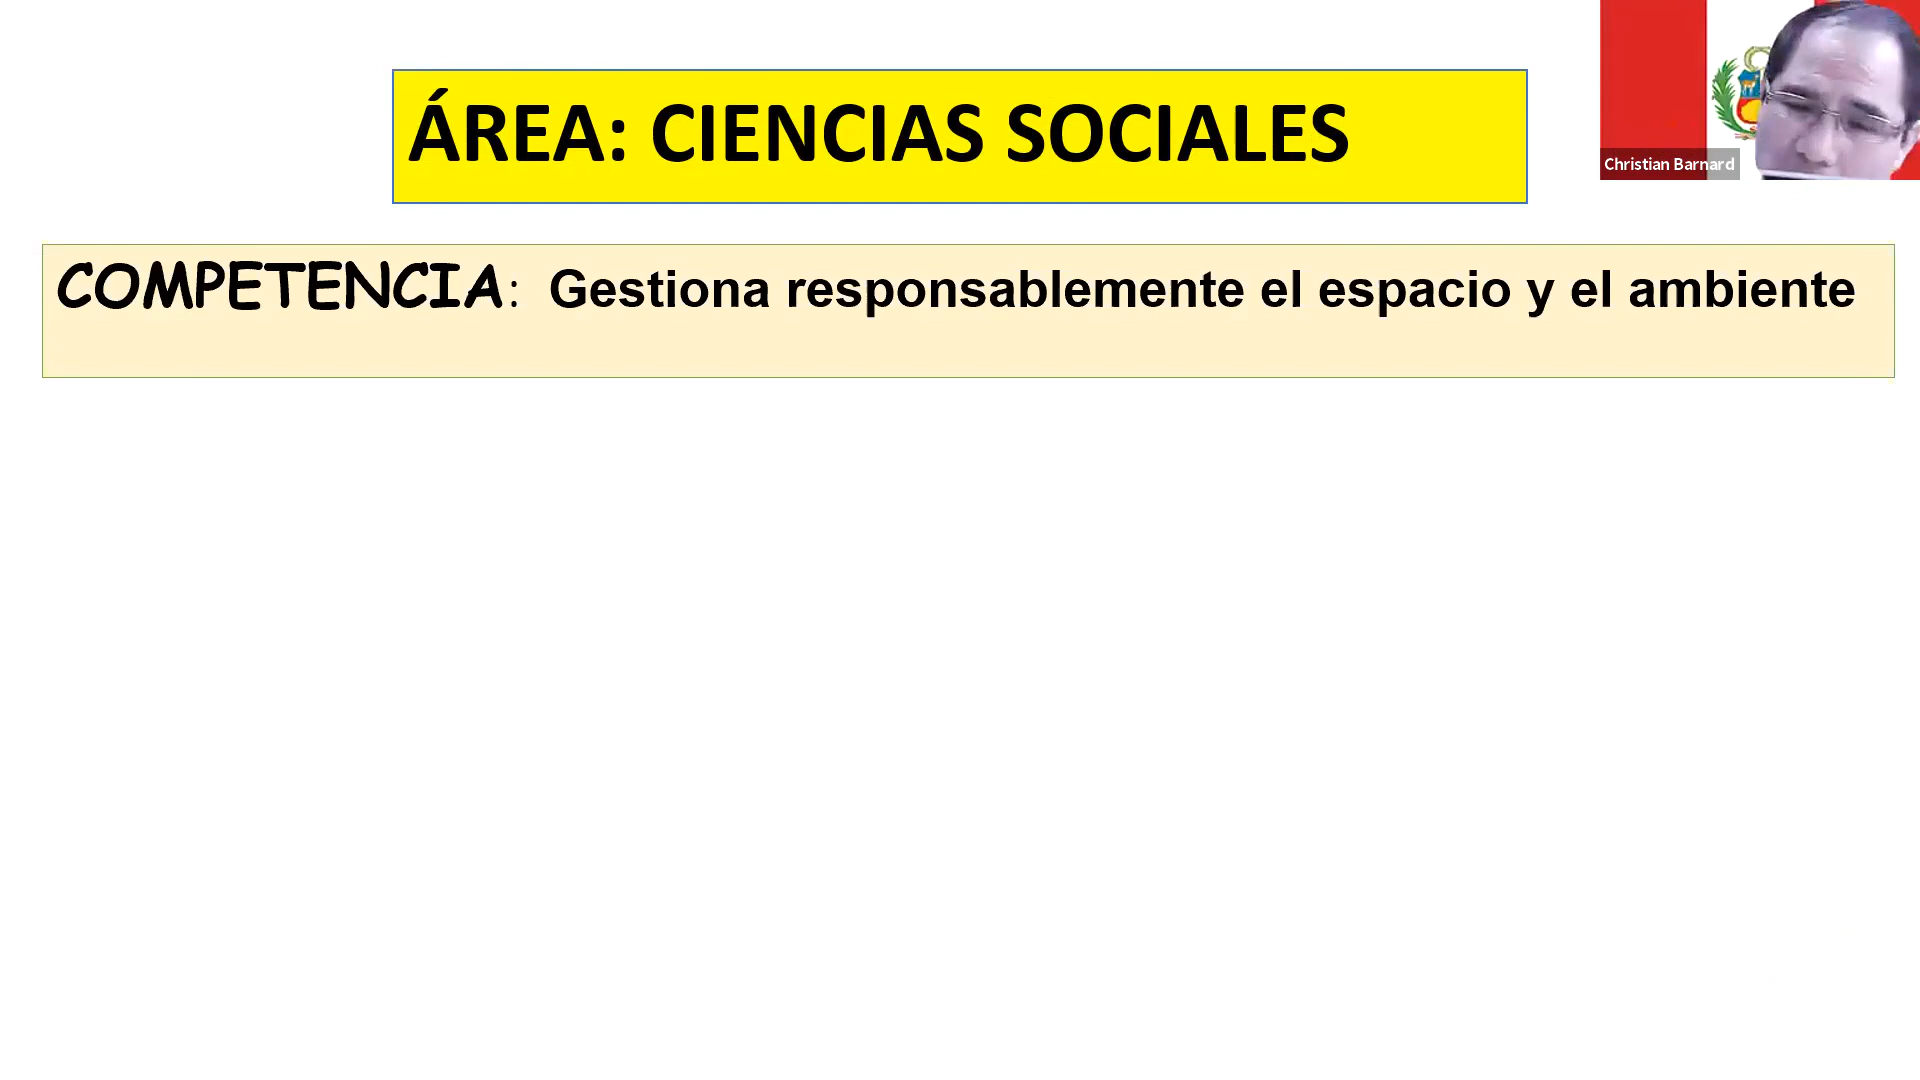 ÁREA: CIENCIAS SOCIALES
Christian Barnard
COMPETENCIA: Gestiona responsablemente el espacio y el ambiente